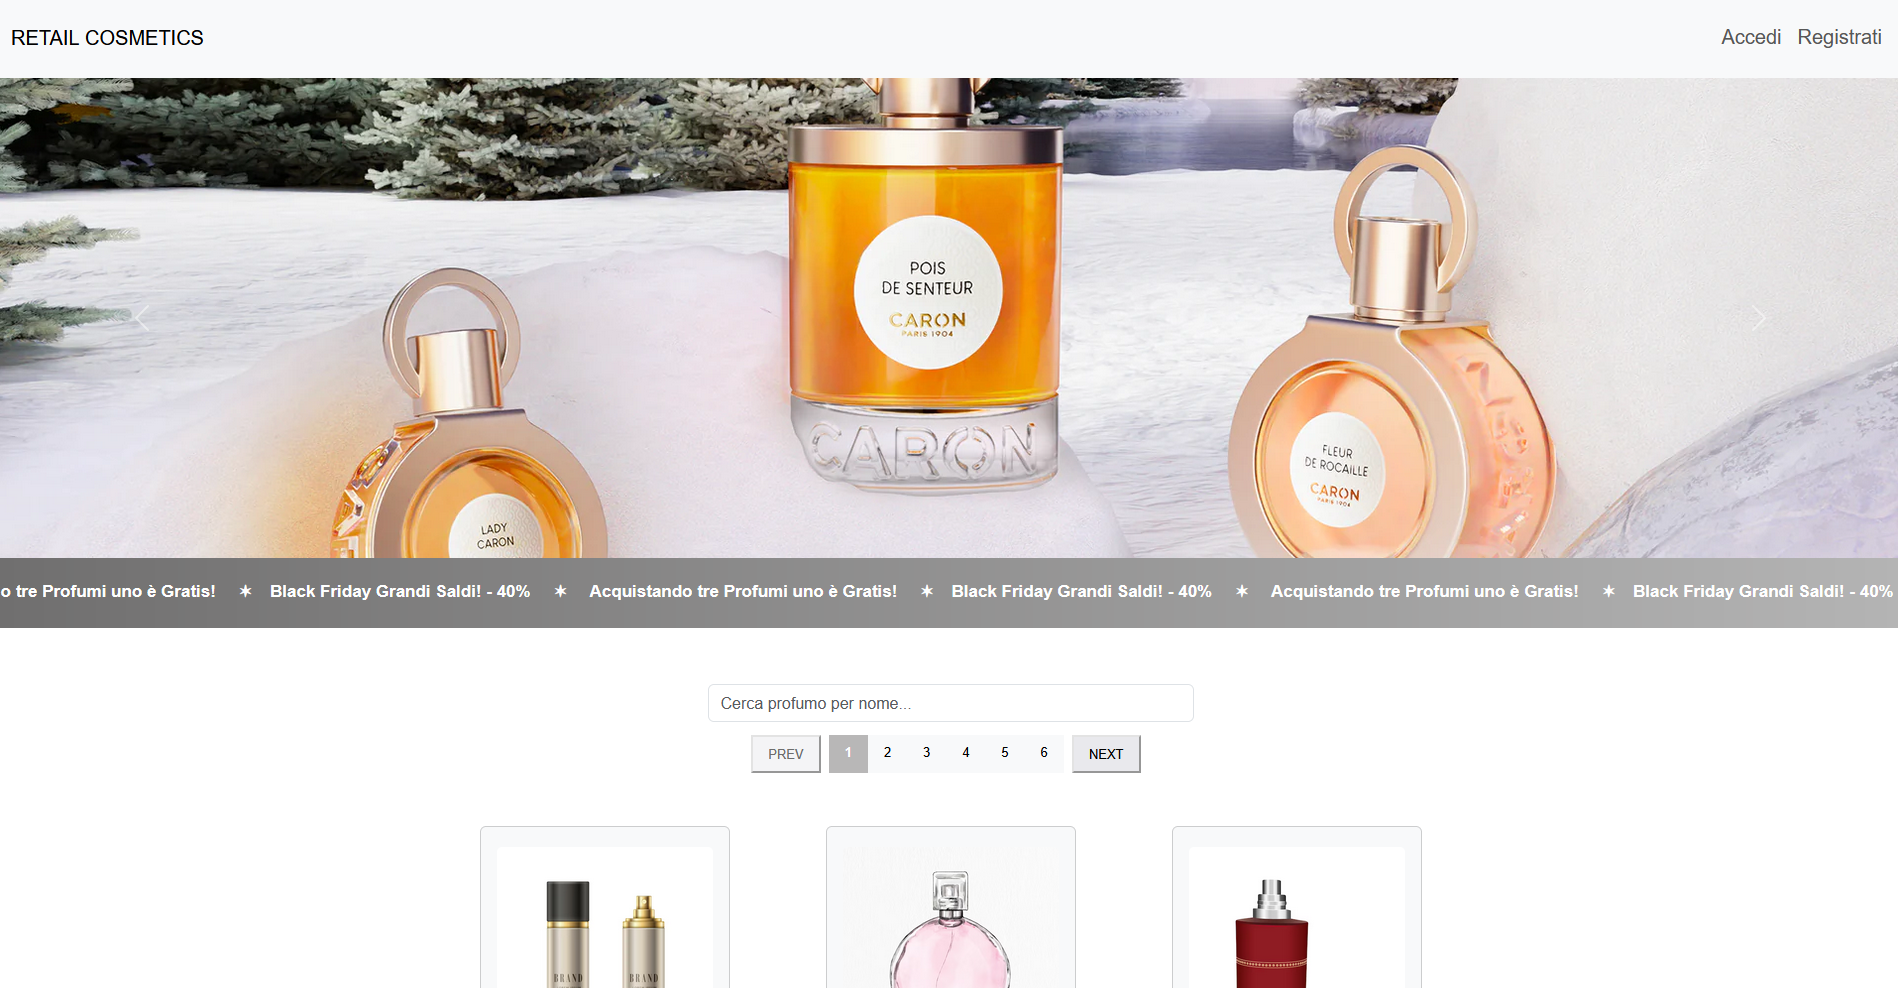 RETAIL COSMETICS
Accedi Registrati
POIS
DE SENTEUR
CARON
PARIS 1904
CARON
FLEUR
DE ROCAILLE
CARON
PARIS 1904
LADY
CARON
o tre Profumi uno è Gratis! ✶ Black Friday Grandi Saldi! - 40% ✶ Acquistando tre Profumi uno è Gratis! ✶ Black Friday Grandi Saldi! - 40% ✶ Acquistando tre Profumi uno è Gratis! ✶ Black Friday Grandi Saldi! - 40%
Cerca profumo per nome...
PREV 1 2 3 4 5 6 NEXT
BRAND BRAND